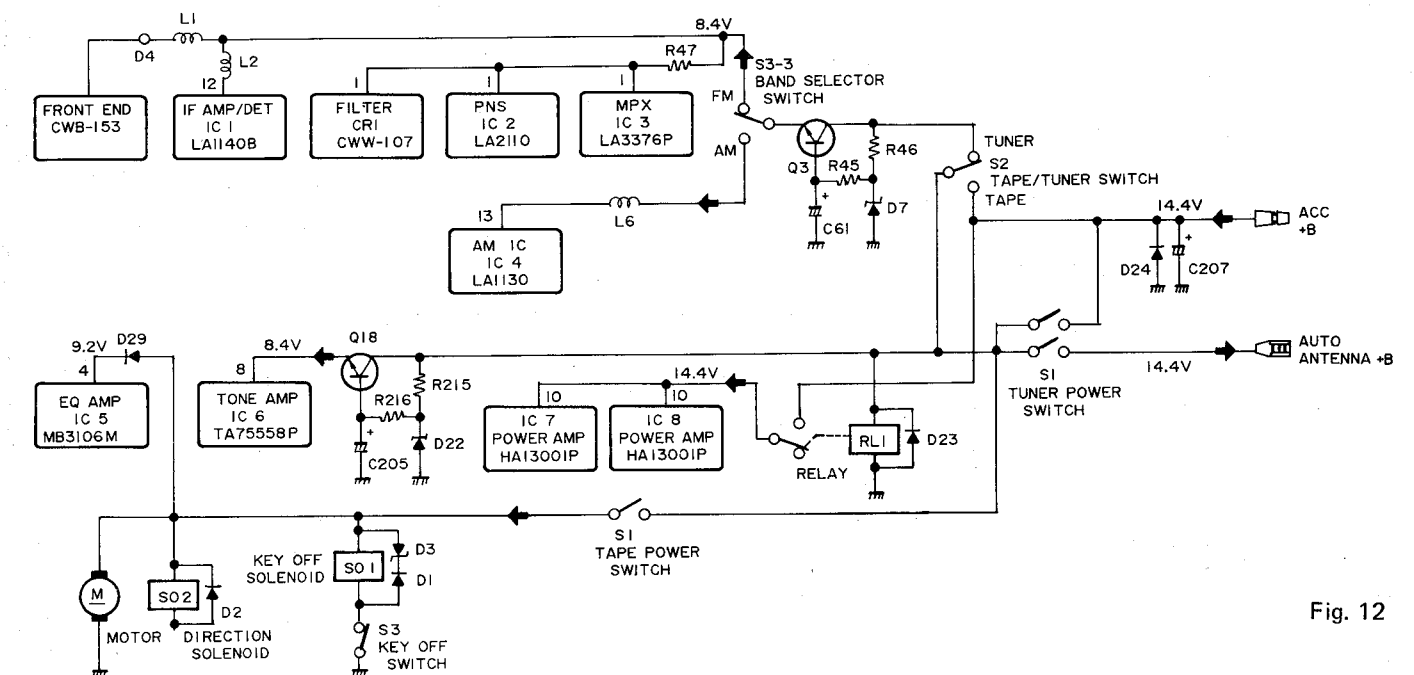 L1
D4
L2
12
FRONT END
CWB-153
IF AMP/DET
IC 1
LA1140B
1
FILTER
CR1
CWW-107
1
PNS
IC 2
LA2110
1
MPX
IC 3
LA3376P
R47
8.4V
S3-3
BAND SELECTOR
SWITCH
FM
AM
Q3
R45
R46
C61
+
D7
TUNER
S2
TAPE/TUNER SWITCH
TAPE
14.4V
ACC
+B
D24
+
C207
13
L6
AM IC
IC 4
LA1130
AUTO
ANTENNA +B
14.4V
S1
TUNER POWER
SWITCH
9.2V
D29
4
EQ AMP
IC 5
MB3106M
8.4V
8
TONE AMP
IC 6
TA75558P
Q18
R215
R216
+
C205
D22
14.4V
10
IC 7
POWER AMP
HA13001P
10
IC 8
POWER AMP
HA13001P
RELAY
RL1
D23
S1
TAPE POWER
SWITCH
M
MOTOR
SO2
D2
DIRECTION
SOLENOID
KEY OFF
SOLENOID
SO1
D3
D1
S3
KEY OFF
SWITCH
Fig. 12